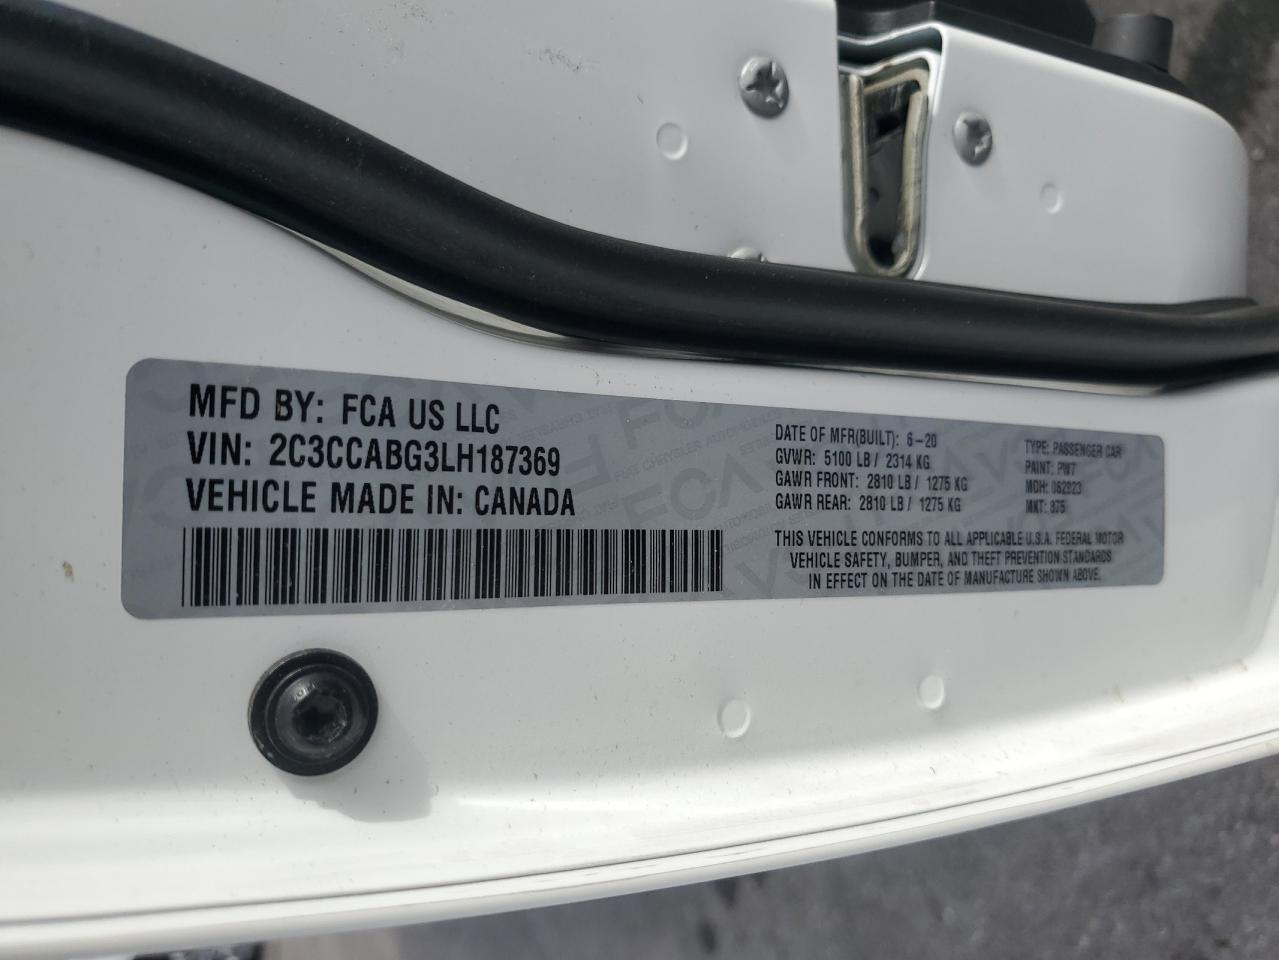 MFD BY: FCA US LLC
VIN: 2C3CCABG3LH187369
VEHICLE MADE IN: CANADA
DATE OF MFR(BUILT): 6-20
GVWR: 5100 LB / 2314 KG
GAWR FRONT: 2810 LB / 1275 KG
GAWR REAR: 2810 LB / 1275 KG
TYPE: PASSENGER CAR
PAINT: PW7
MDH: 062923
MKT: 875
THIS VEHICLE CONFORMS TO ALL APPLICABLE U.S.A. FEDERAL MOTOR
VEHICLE SAFETY, BUMPER, AND THEFT PREVENTION STANDARDS
IN EFFECT ON THE DATE OF MANUFACTURE SHOWN ABOVE.